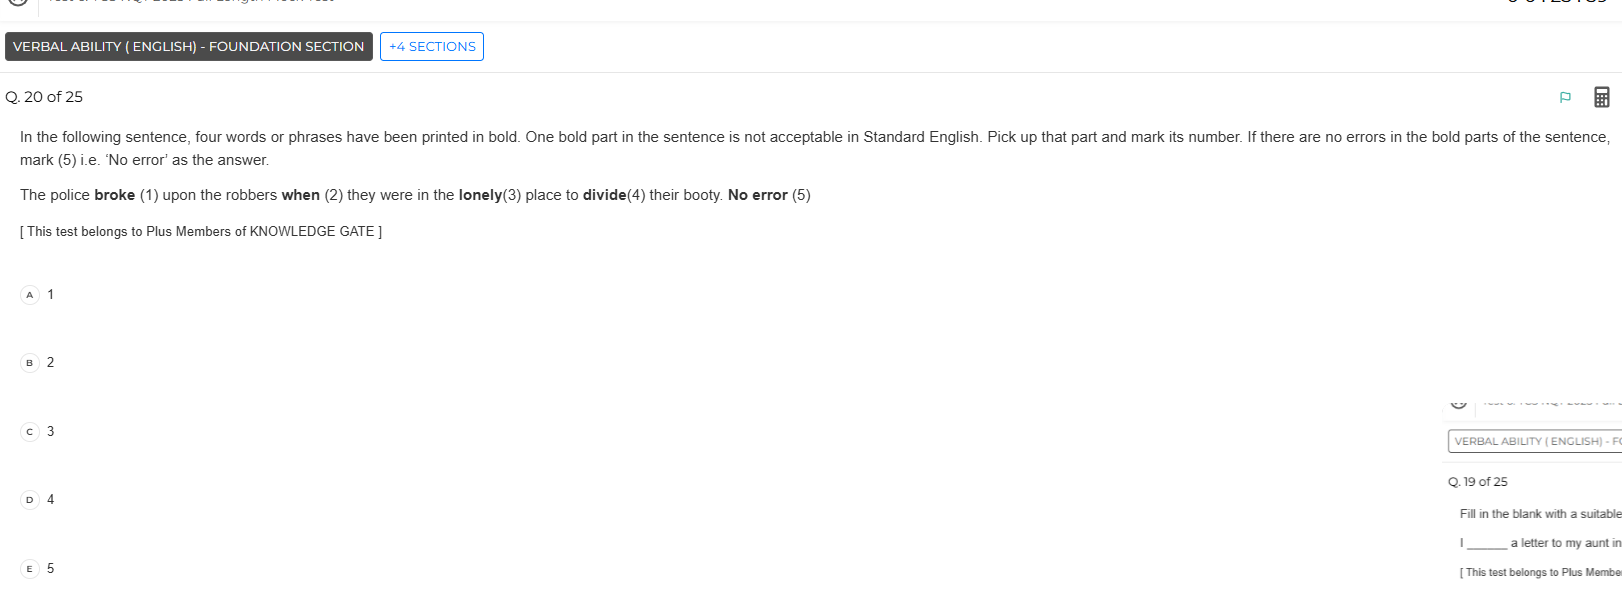 VERBAL ABILITY ( ENGLISH) - FOUNDATION SECTION +4 SECTIONS
Q. 20 of 25
In the following sentence, four words or phrases have been printed in bold. One bold part in the sentence is not acceptable in Standard English. Pick up that part and mark its number. If there are no errors in the bold parts of the sentence,
mark (5) i.e. ‘No error’ as the answer.
The police broke (1) upon the robbers when (2) they were in the lonely(3) place to divide(4) their booty. No error (5)
[ This test belongs to Plus Members of KNOWLEDGE GATE ]
A 1
B 2
C 3
D 4
E 5
VERBAL ABILITY ( ENGLISH) - F
Q. 19 of 25
Fill in the blank with a suitable
I ______ a letter to my aunt in
[ This test belongs to Plus Membe